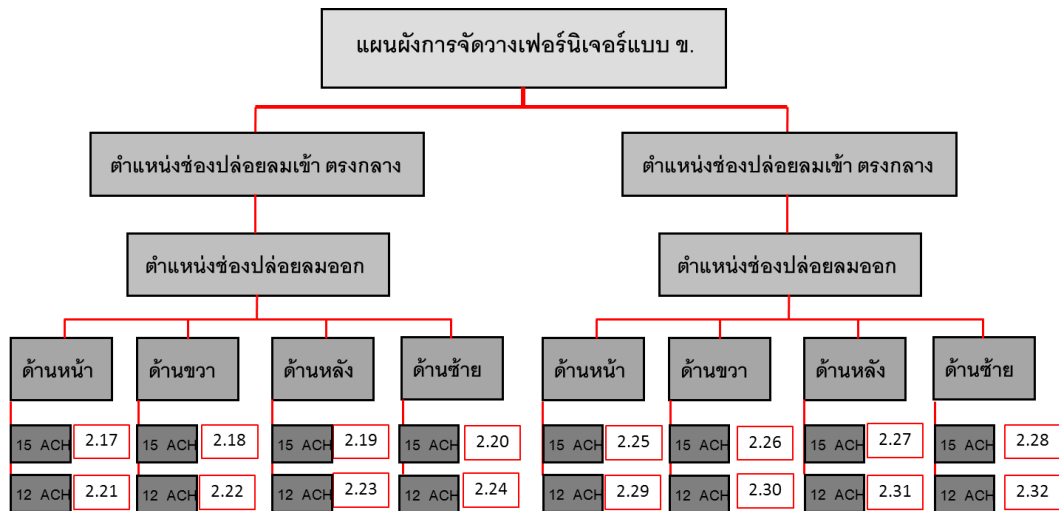 แผนผังการจัดวางเฟอร์นิเจอร์แบบ ข.
ตำแหน่งช่องปล่อยลมเข้า ตรงกลาง
ตำแหน่งช่องปล่อยลมเข้า ตรงกลาง
ตำแหน่งช่องปล่อยลมออก
ตำแหน่งช่องปล่อยลมออก
ด้านหน้า
ด้านขวา
ด้านหลัง
ด้านซ้าย
ด้านหน้า
ด้านขวา
ด้านหลัง
ด้านซ้าย
15 ACH 2.17
15 ACH 2.18
15 ACH 2.19
15 ACH 2.20
15 ACH 2.25
15 ACH 2.26
15 ACH 2.27
15 ACH 2.28
12 ACH 2.21
12 ACH 2.22
12 ACH 2.23
12 ACH 2.24
12 ACH 2.29
12 ACH 2.30
12 ACH 2.31
12 ACH 2.32